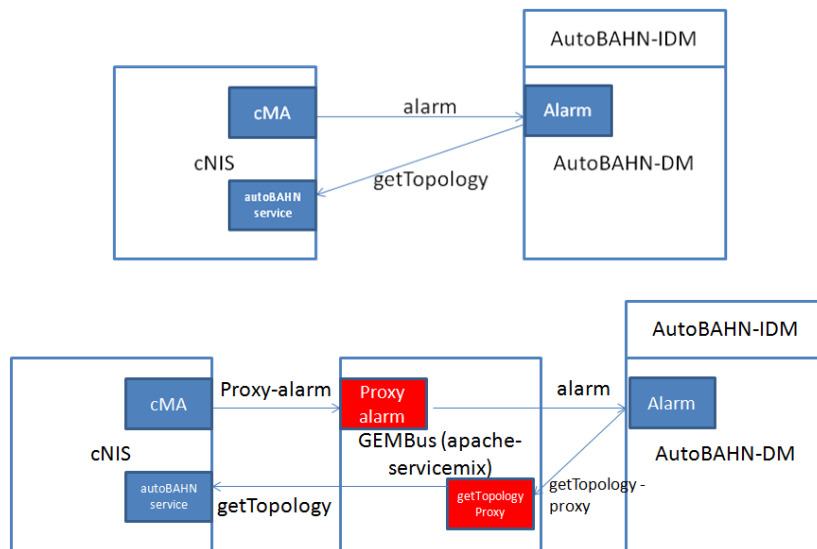 AutoBAHN-IDM
cMA
alarm
Alarm
cNIS
AutoBAHN-DM
getTopology
autoBAHN
service
AutoBAHN-IDM
Proxy-alarm
Proxy
alarm
alarm
cMA
Alarm
GEMBus (apache-
servicemix)
cNIS
AutoBAHN-DM
autoBAHN
service
getTopology
getTopology
Proxy
getTopology -
proxy